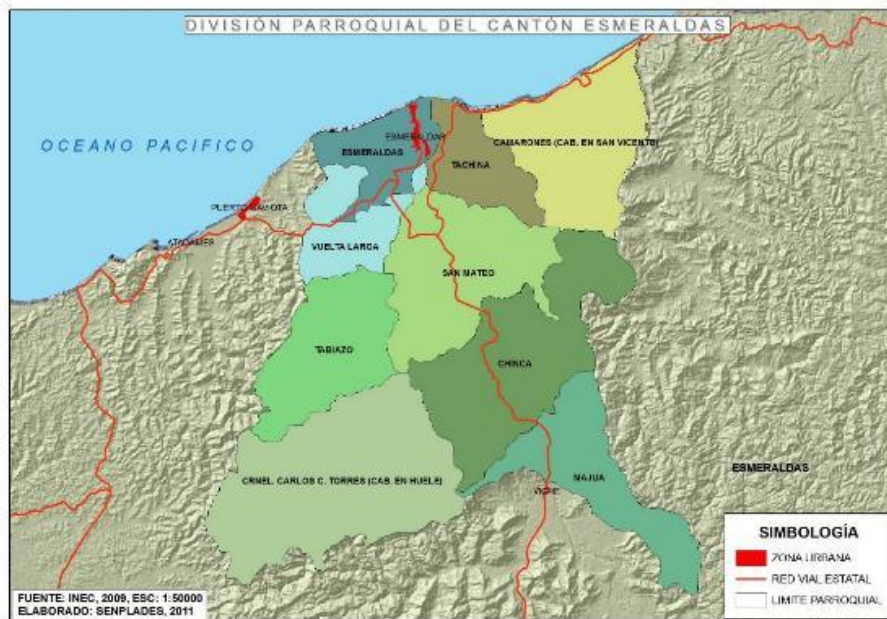 DIVISIÓN PARROQUIAL DEL CANTÓN ESMERALDAS
OCEANO PACIFICO
ESMERALDAS
ESMERALDAS
CAMARONES (CAB. EN SAN VICENTE)
TACHINA
ATACAMES
VUELTA LARGA
SAN MATEO
TABIAZO
CHINCA
CRNEL. CARLOS C. TORRES (CAB. EN HUELE)
MAJUA
ESMERALDAS
SIMBOLOGÍA
ZONA URBANA
RED VIAL ESTATAL
LIMITE PARROQUIAL
FUENTE: INEC, 2009, ESC: 1:50000
ELABORADO: SENPLADES, 2011